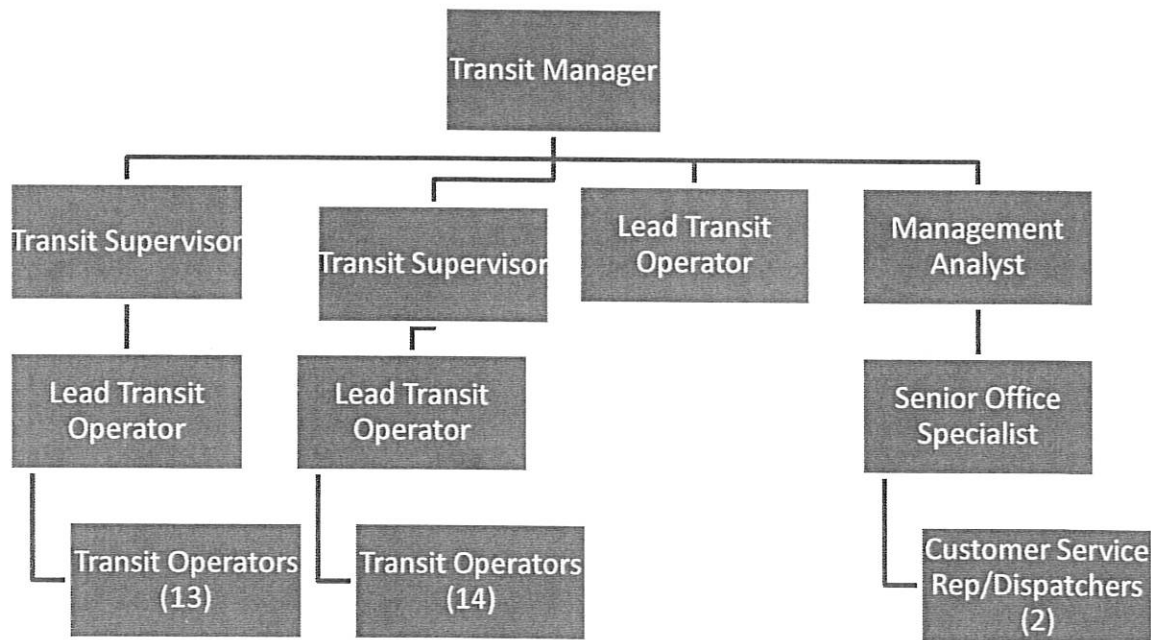 Transit Manager
Transit Supervisor
Transit Supervisor
Lead Transit
Operator
Management
Analyst
Lead Transit
Operator
Lead Transit
Operator
Senior Office
Specialist
Transit Operators
(13)
Transit Operators
(14)
Customer Service
Rep/Dispatchers
(2)